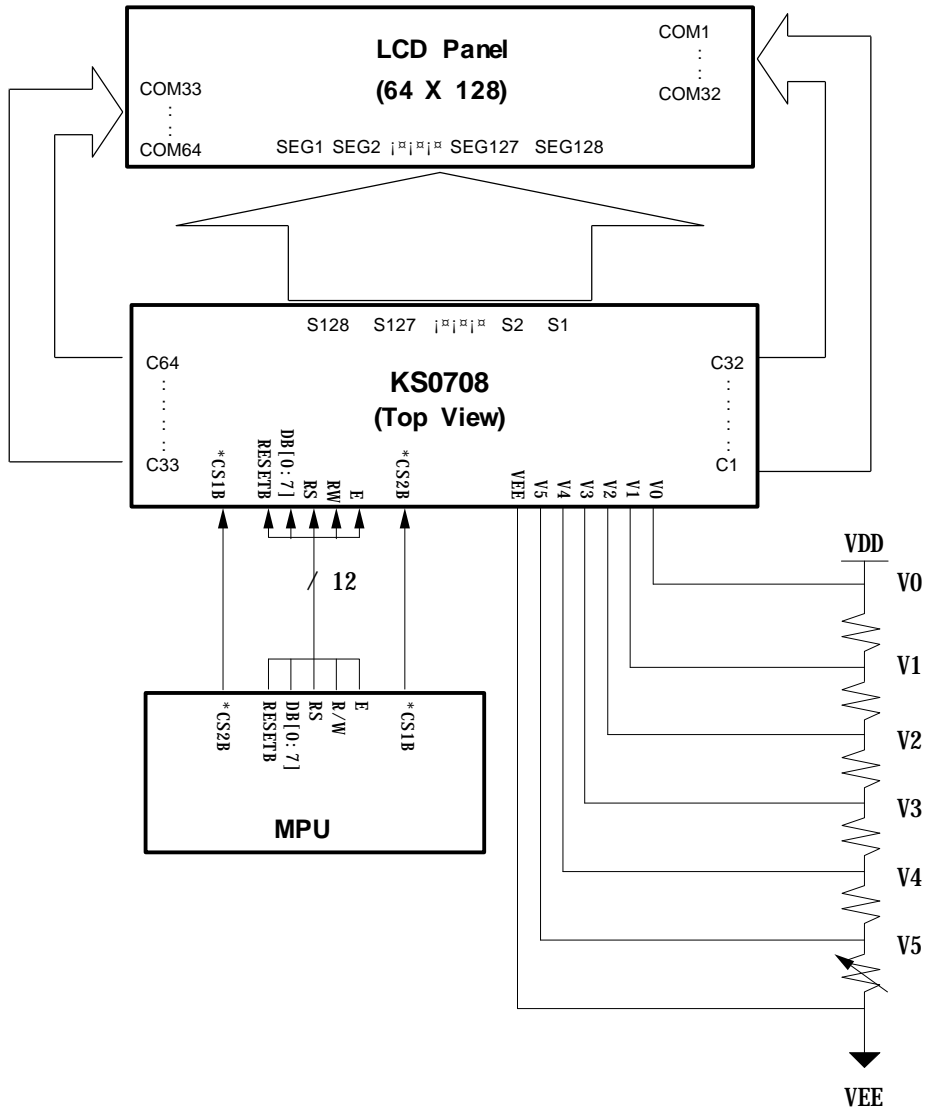 LCD Panel
(64 X 128)
COM1
:
:
COM32
COM33
:
:
COM64
SEG1 SEG2 ¡¤¡¤¡¤ SEG127 SEG128
S128 S127 ¡¤¡¤¡¤ S2 S1
C64
:
:
:
:
C33
KS0708
(Top View)
C32
:
:
:
:
C1
*CS1B
RESETB
DB[0:7]
RS
RW
E
*CS2B
VEE
V5
V4
V3
V2
V1
V0
/ 12
*CS2B
RESETB
DB[0:7]
RS
R/W
E
*CS1B
MPU
VDD
V0
V1
V2
V3
V4
V5
VEE